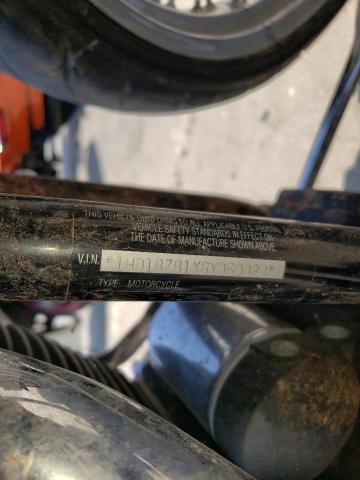 THIS VEHICLE CONFORMS TO ALL APPLICABLE U.S. FEDERAL MOTOR
VEHICLE SAFETY STANDARDS IN EFFECT ON
THE DATE OF MANUFACTURE SHOWN ABOVE.
V.I.N.
TYPE: MOTORCYCLE